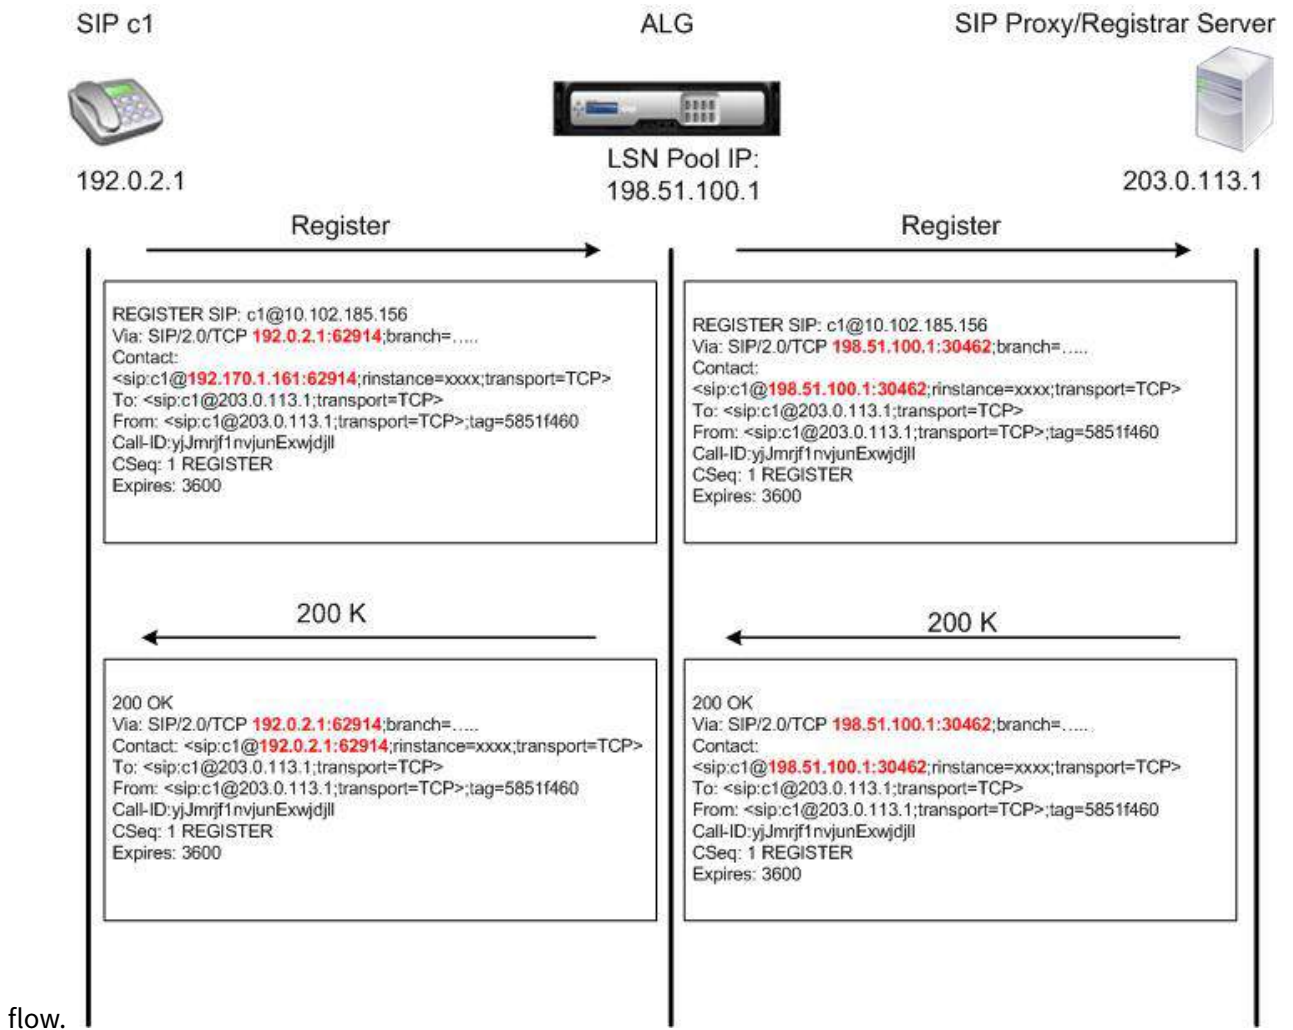 SIP c1
ALG
SIP Proxy/Registrar Server
192.0.2.1
LSN Pool IP:
198.51.100.1
203.0.113.1
Register
Register
REGISTER SIP: c1@10.102.185.156
Via: SIP/2.0/TCP 192.0.2.1:62914;branch=…..
Contact:
<sip:c1@192.170.1.161:62914;rinstance=xxxx;transport=TCP>
To: <sip:c1@203.0.113.1;transport=TCP>
From: <sip:c1@203.0.113.1;transport=TCP>;tag=5851f460
Call-ID:yjJmrjf1nvjunExwjdjll
CSeq: 1 REGISTER
Expires: 3600
REGISTER SIP: c1@10.102.185.156
Via: SIP/2.0/TCP 198.51.100.1:30462;branch=…..
Contact:
<sip:c1@198.51.100.1:30462;rinstance=xxxx;transport=TCP>
To: <sip:c1@203.0.113.1;transport=TCP>
From: <sip:c1@203.0.113.1;transport=TCP>;tag=5851f460
Call-ID:yjJmrjf1nvjunExwjdjll
CSeq: 1 REGISTER
Expires: 3600
200 K
200 K
200 OK
Via: SIP/2.0/TCP 192.0.2.1:62914;branch=…..
Contact: <sip:c1@192.0.2.1:62914;rinstance=xxxx;transport=TCP>
To: <sip:c1@203.0.113.1;transport=TCP>
From: <sip:c1@203.0.113.1;transport=TCP>;tag=5851f460
Call-ID:yjJmrjf1nvjunExwjdjll
CSeq: 1 REGISTER
Expires: 3600
200 OK
Via: SIP/2.0/TCP 198.51.100.1:30462;branch=…..
Contact:
<sip:c1@198.51.100.1:30462;rinstance=xxxx;transport=TCP>
To: <sip:c1@203.0.113.1;transport=TCP>
From: <sip:c1@203.0.113.1;transport=TCP>;tag=5851f460
Call-ID:yjJmrjf1nvjunExwjdjll
CSeq: 1 REGISTER
Expires: 3600
flow.